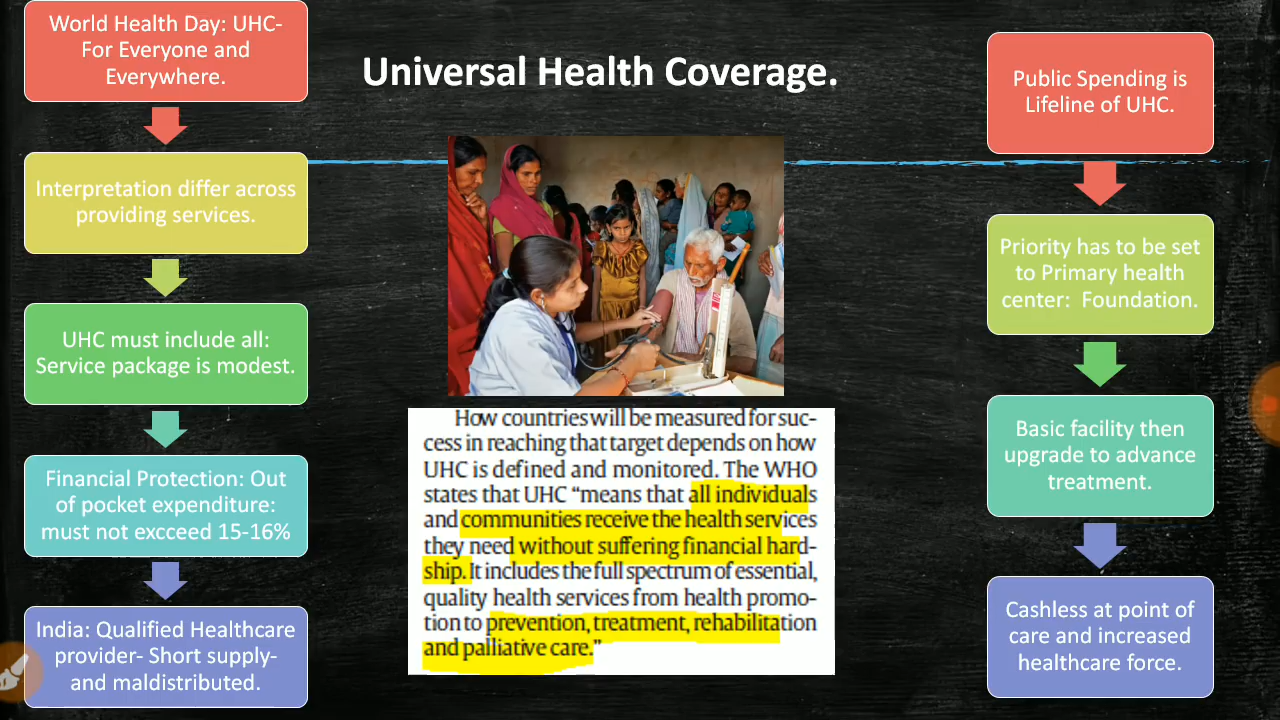 World Health Day: UHC-
For Everyone and
Everywhere.
Interpretation differ across
providing services.
UHC must include all:
Service package is modest.
Financial Protection: Out
of pocket expenditure:
must not excceed 15-16%
India: Qualified Healthcare
provider- Short supply-
and maldistributed.
Universal Health Coverage.
How countries will be measured for suc-
cess in reaching that target depends on how
UHC is defined and monitored. The WHO
states that UHC “means that all individuals
and communities receive the health services
they need without suffering financial hard-
ship. It includes the full spectrum of essential,
quality health services from health promo-
tion to prevention, treatment, rehabilitation
and palliative care.”
Public Spending is
Lifeline of UHC.
Priority has to be set
to Primary health
center: Foundation.
Basic facility then
upgrade to advance
treatment.
Cashless at point of
care and increased
healthcare force.